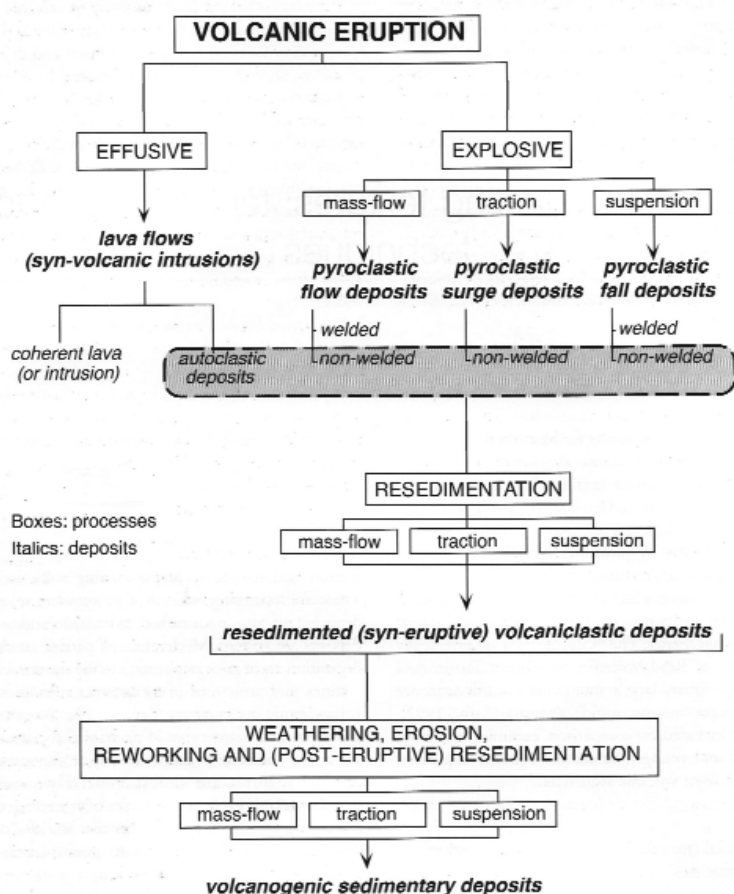 VOLCANIC ERUPTION
EFFUSIVE
EXPLOSIVE
mass-flow
traction
suspension
lava flows
(syn-volcanic intrusions)
pyroclastic
flow deposits
pyroclastic
surge deposits
pyroclastic
fall deposits
welded
welded
coherent lava
(or intrusion)
autoclastic
deposits
non-welded
non-welded
non-welded
RESEDIMENTATION
Boxes: processes
Italics: deposits
mass-flow
traction
suspension
resedimented (syn-eruptive) volcaniclastic deposits
WEATHERING, EROSION,
REWORKING AND (POST-ERUPTIVE) RESEDIMENTATION
mass-flow
traction
suspension
volcanogenic sedimentary deposits